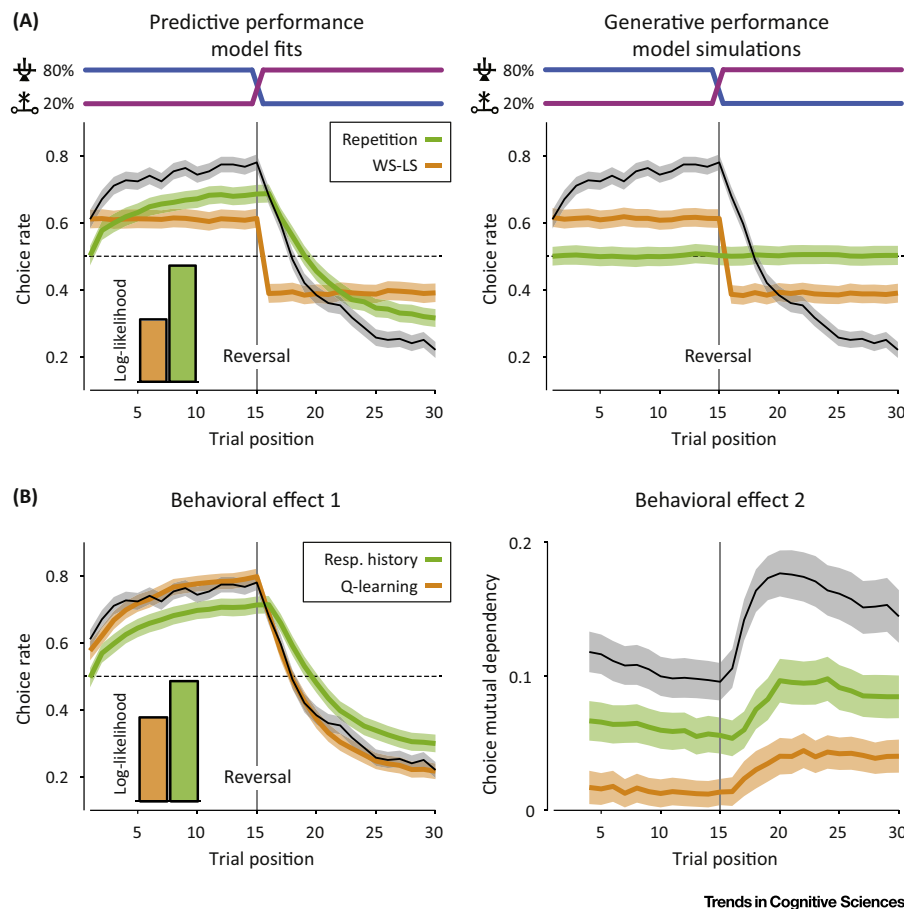 (A)
Predictive performance
model fits
Generative performance
model simulations
80%
20%
80%
20%
Repetition
WS-LS
Choice rate
0.8
0.6
0.4
0.2
Log-likelihood
Reversal
5
10
15
20
25
30
Trial position
Choice rate
0.8
0.6
0.4
0.2
Reversal
5
10
15
20
25
30
Trial position
(B)
Behavioral effect 1
Behavioral effect 2
Resp. history
Q-learning
Choice rate
0.8
0.6
0.4
0.2
Log-likelihood
Reversal
5
10
15
20
25
30
Trial position
Choice mutual dependency
0.2
0.1
0
5
10
15
20
25
30
Trial position
Trends in Cognitive Sciences